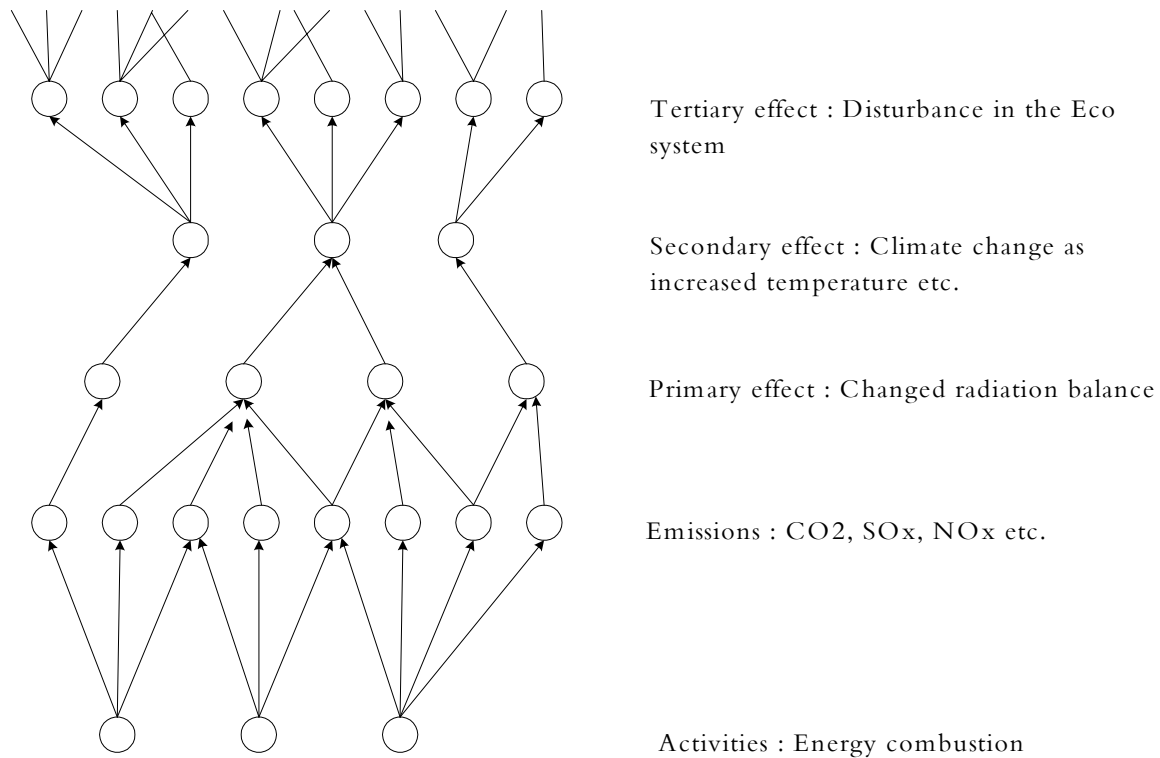 Tertiary effect : Disturbance in the Eco
system
Secondary effect : Climate change as
increased temperature etc.
Primary effect : Changed radiation balance
Emissions : CO2, SOx, NOx etc.
Activities : Energy combustion